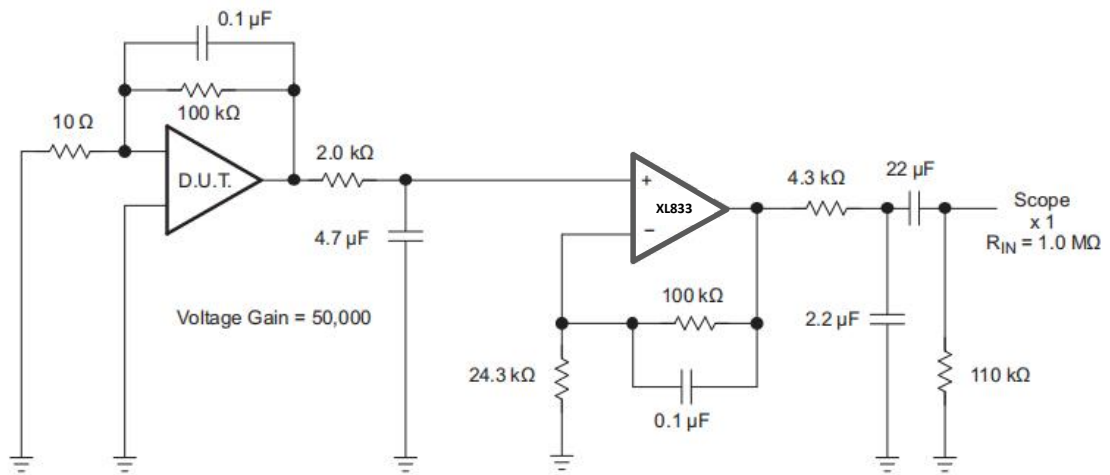 0.1 µF
100 kΩ
10 Ω
D.U.T.
2.0 kΩ
4.7 µF
Voltage Gain = 50,000
+
XL833
−
4.3 kΩ
22 µF
Scope
x 1
R_IN = 1.0 MΩ
100 kΩ
2.2 µF
24.3 kΩ
0.1 µF
110 kΩ